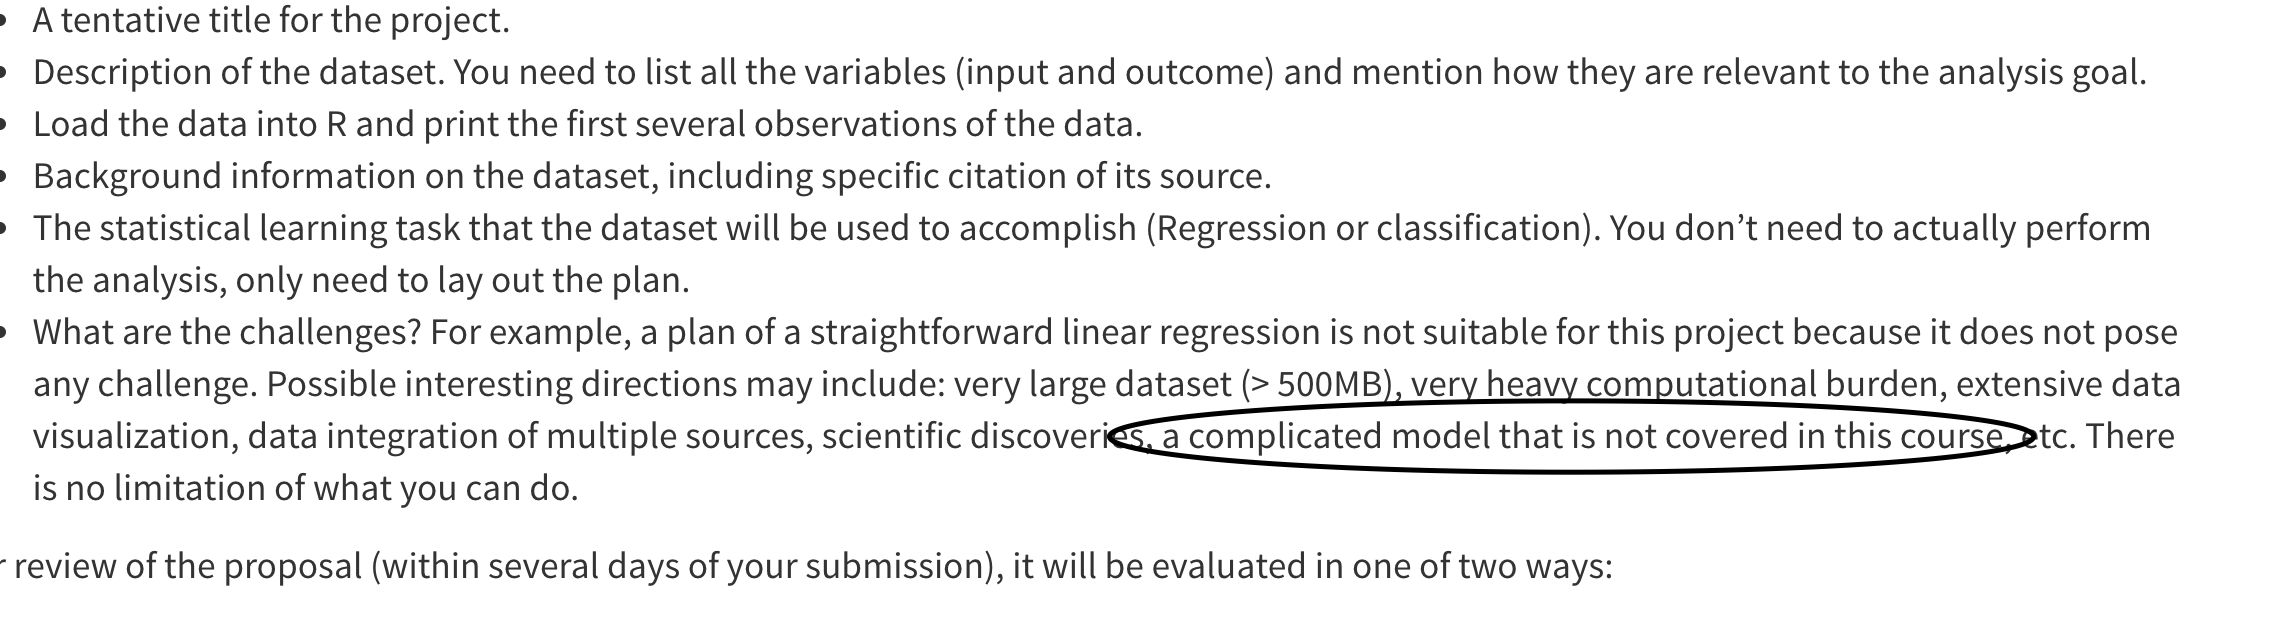 • A tentative title for the project.
• Description of the dataset. You need to list all the variables (input and outcome) and mention how they are relevant to the analysis goal.
• Load the data into R and print the first several observations of the data.
• Background information on the dataset, including specific citation of its source.
• The statistical learning task that the dataset will be used to accomplish (Regression or classification). You don’t need to actually perform
the analysis, only need to lay out the plan.
• What are the challenges? For example, a plan of a straightforward linear regression is not suitable for this project because it does not pose
any challenge. Possible interesting directions may include: very large dataset (> 500MB), very heavy computational burden, extensive data
visualization, data integration of multiple sources, scientific discoveries, a complicated model that is not covered in this course, etc. There
is no limitation of what you can do.
r review of the proposal (within several days of your submission), it will be evaluated in one of two ways: